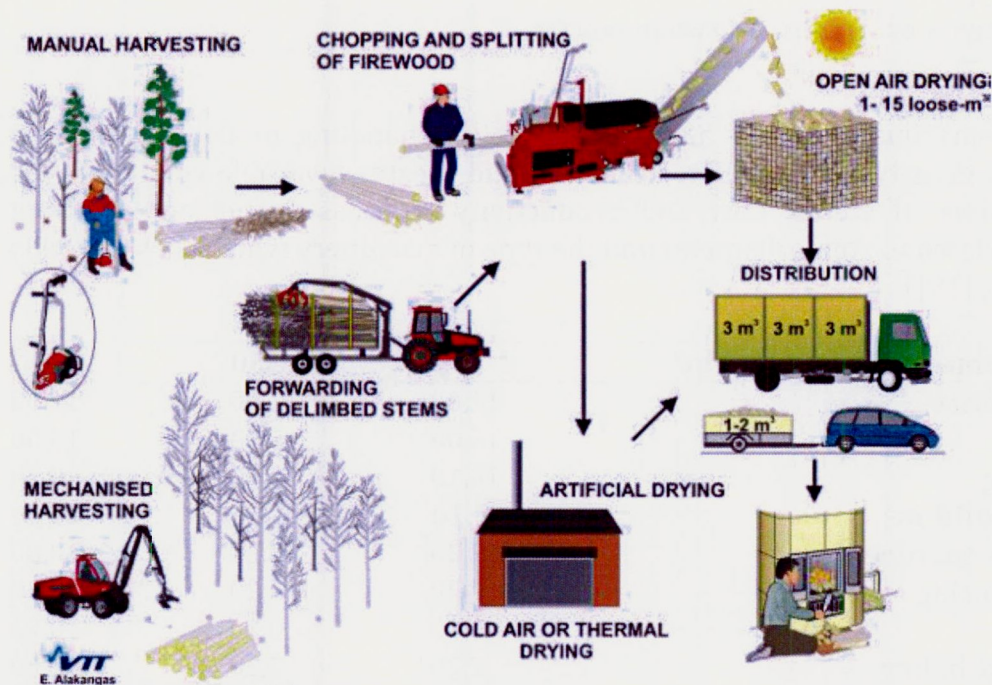 MANUAL HARVESTING
CHOPPING AND SPLITTING
OF FIREWOOD
OPEN AIR DRYING
1- 15 loose-m³
DISTRIBUTION
3 m³ 3 m³ 3 m³
FORWARDING
OF DELIMBED STEMS
1-2 m³
MECHANISED
HARVESTING
ARTIFICIAL DRYING
COLD AIR OR THERMAL
DRYING
VTT
E. Alakangas